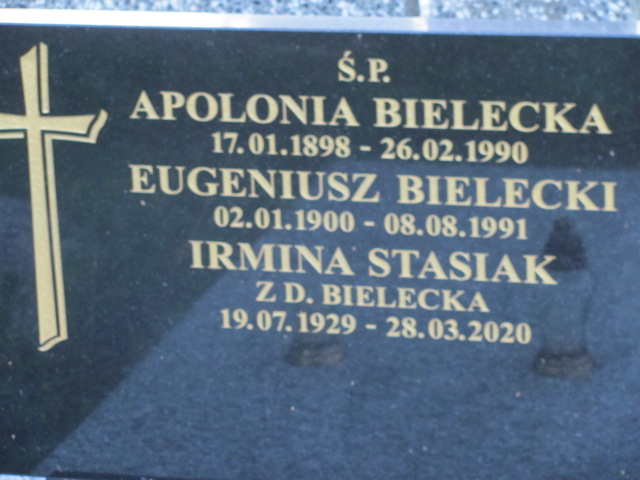 Ś.P.
APOLONIA BIELECKA
17.01.1898 - 26.02.1990
EUGENIUSZ BIELECKI
02.01.1900 - 08.08.1991
IRMINA STASIAK
Z D. BIELECKA
19.07.1929 - 28.03.2020